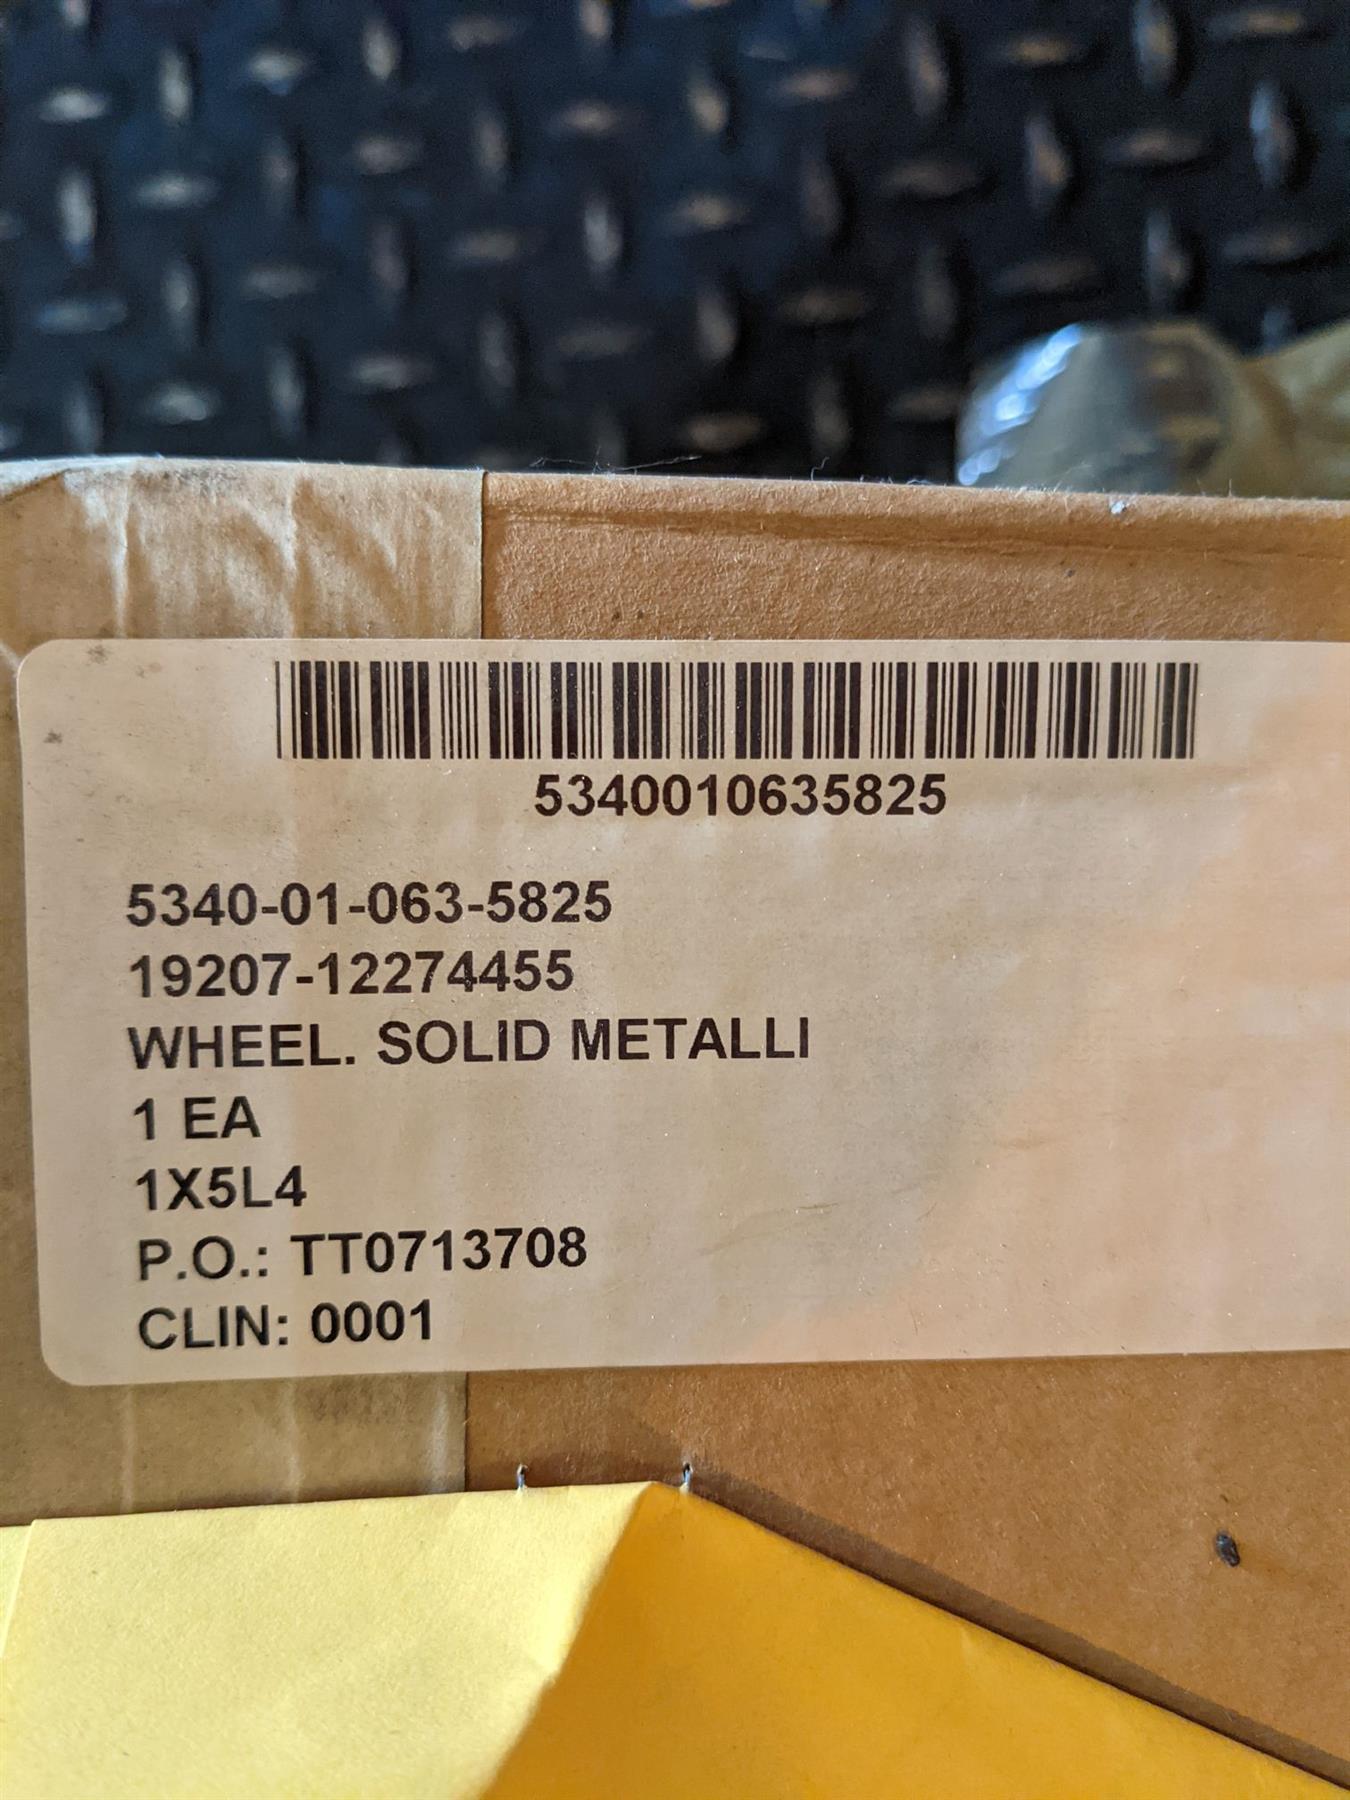 5340010635825
5340-01-063-5825
19207-12274455
WHEEL. SOLID METALLI
1 EA
1X5L4
P.O.: TT0713708
CLIN: 0001